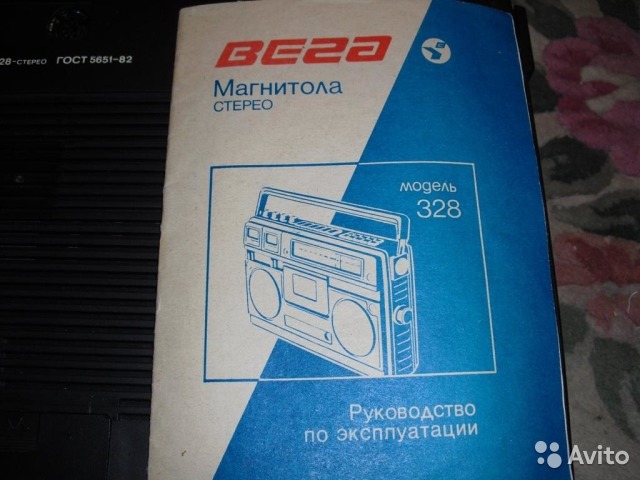 28-СТЕРЕО ГОСТ 5651-82
ВЕГА
Магнитола
СТЕРЕО
модель
328
Руководство
по эксплуатации
Avito